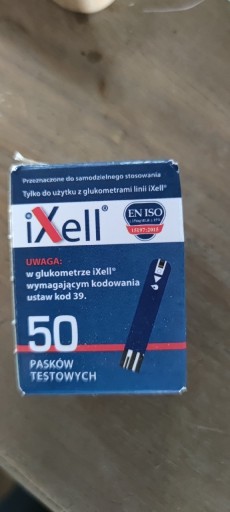 Przeznaczone do samodzielnego stosowania
Tylko do użytku z glukometrami linii iXell®
iXell®
EN ISO
15197:2015
UWAGA:
w glukometrze iXell®
wymagającym kodowania
ustaw kod 39.
50
PASKÓW
TESTOWYCH